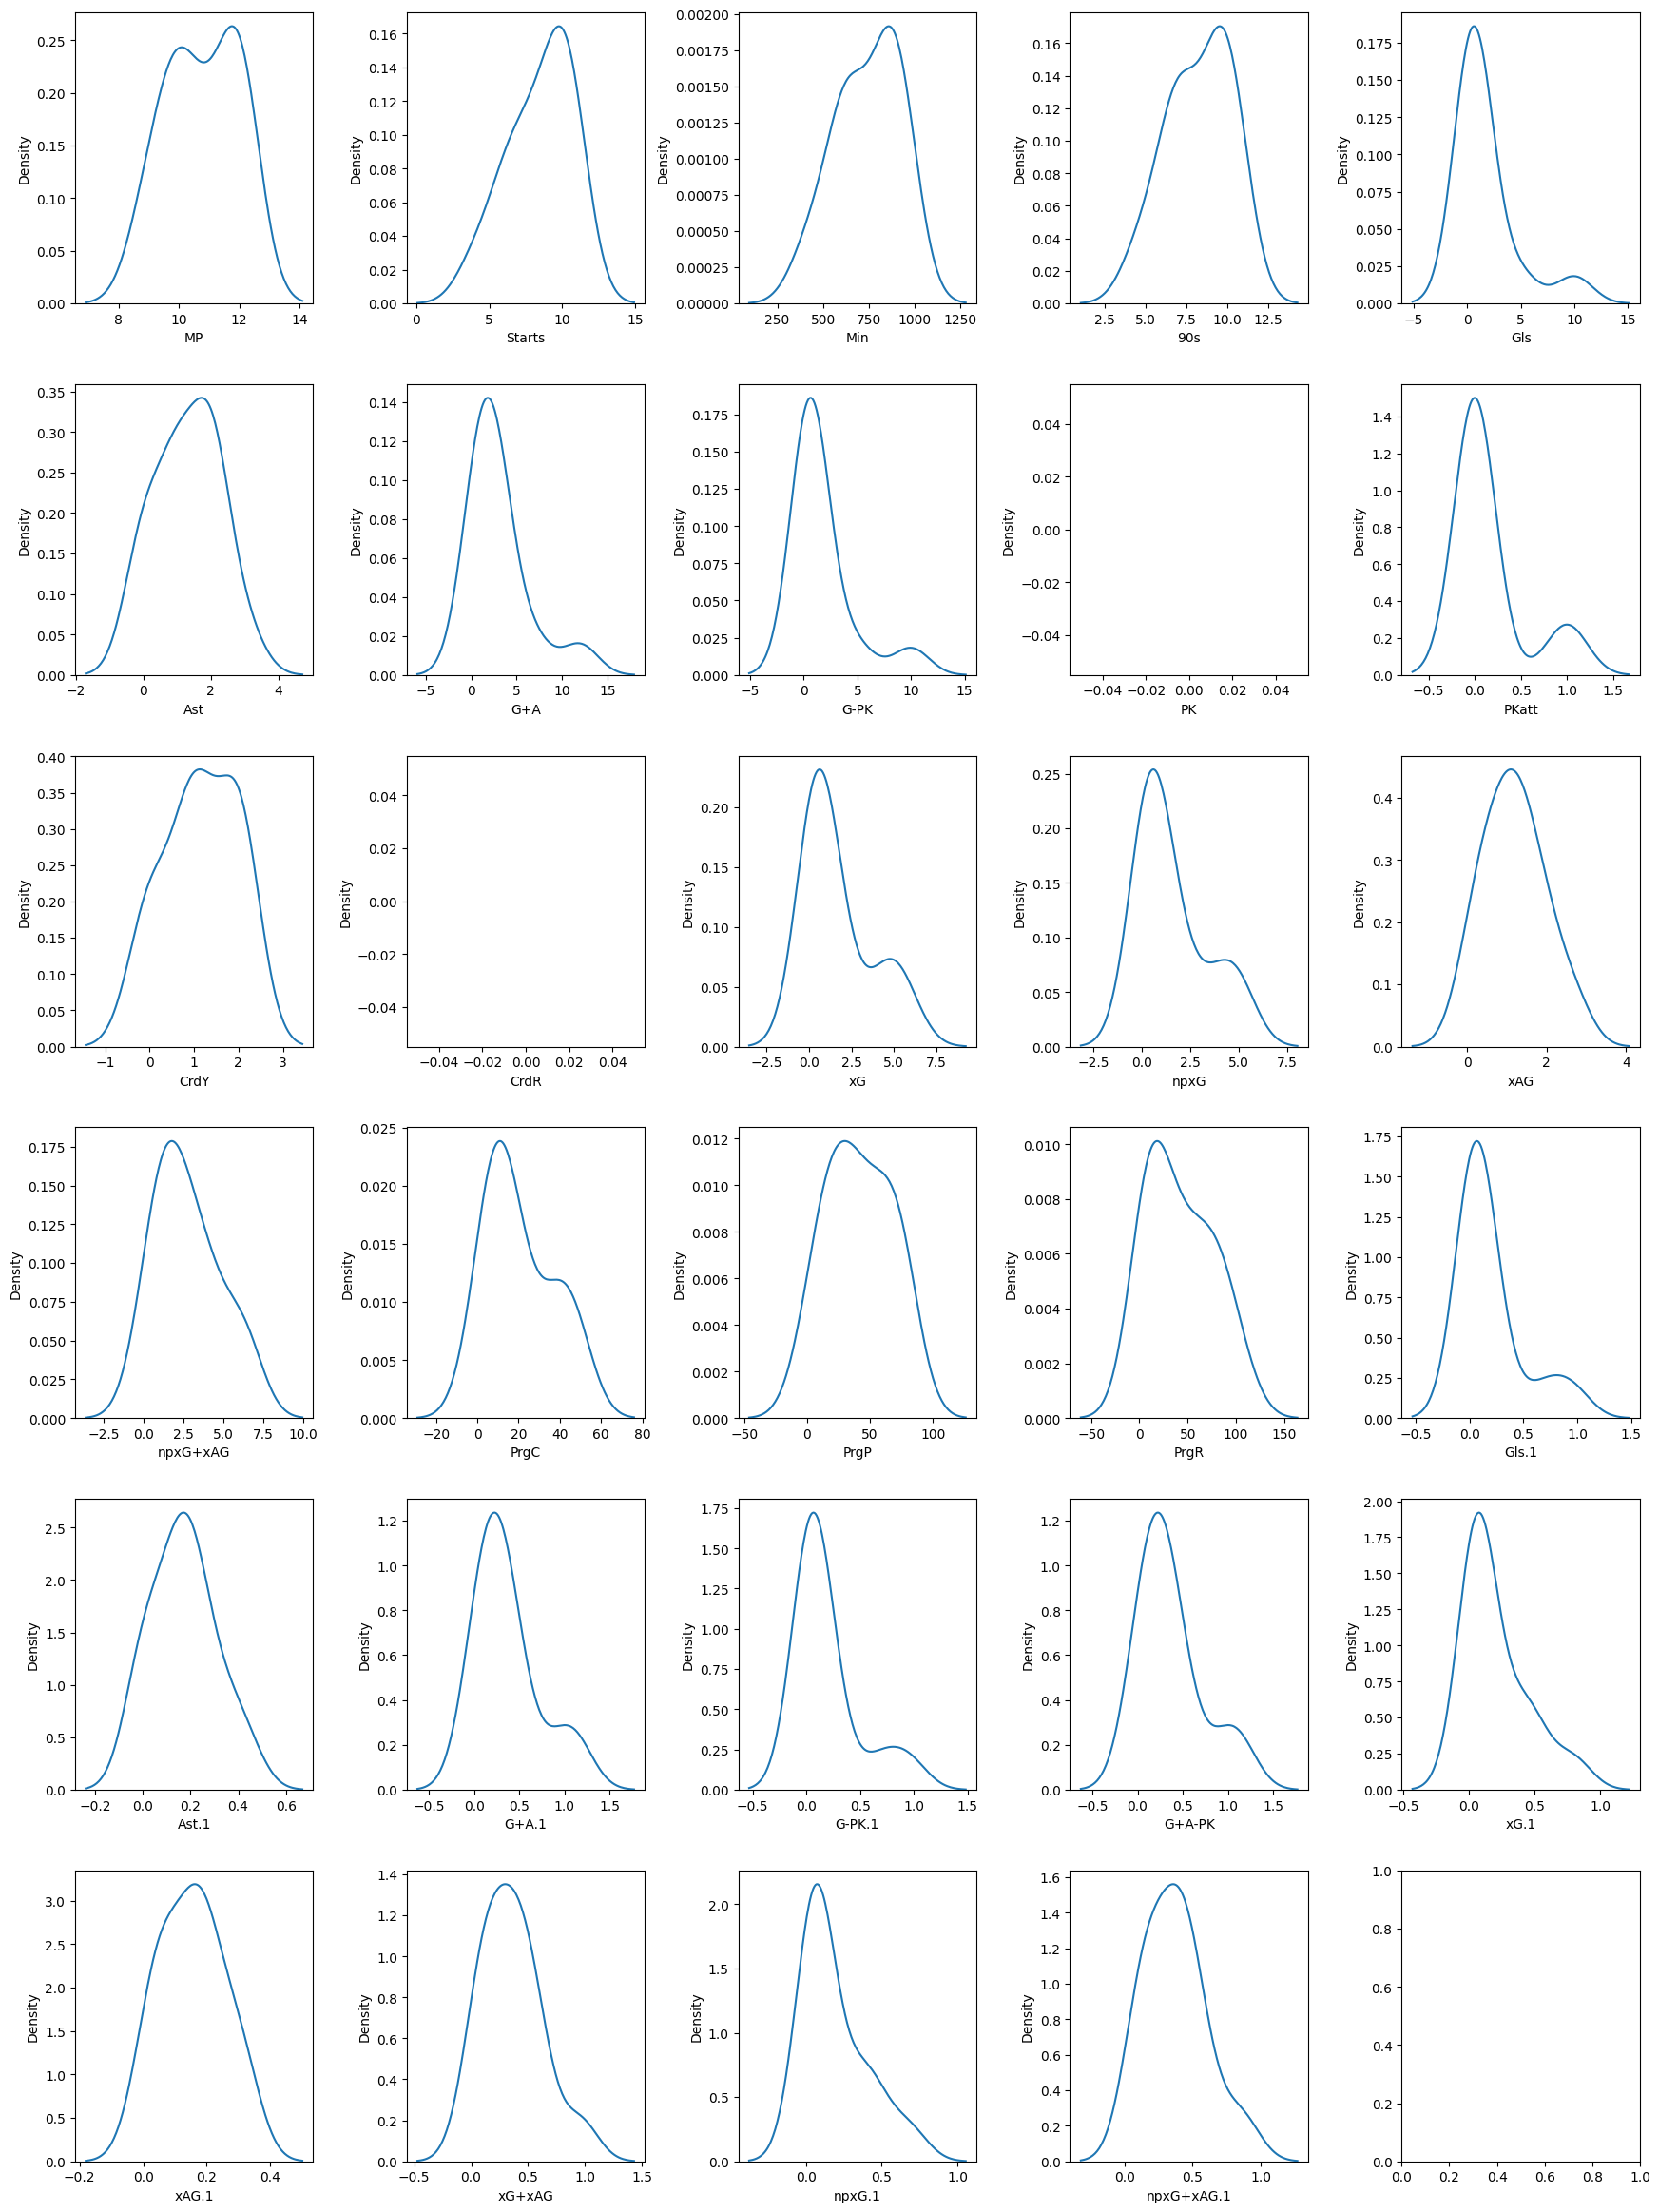 0.25
0.20
0.15
0.10
0.05
0.00
Density
8 10 12 14
MP
0.16
0.14
0.12
0.10
0.08
0.06
0.04
0.02
0.00
Density
0 5 10 15
Starts
0.00200
0.00175
0.00150
0.00125
0.00100
0.00075
0.00050
0.00025
0.00000
Density
250 500 750 1000 1250
Min
0.16
0.14
0.12
0.10
0.08
0.06
0.04
0.02
0.00
Density
2.5 5.0 7.5 10.0 12.5
90s
0.175
0.150
0.125
0.100
0.075
0.050
0.025
0.000
Density
−5 0 5 10 15
Gls
0.35
0.30
0.25
0.20
0.15
0.10
0.05
0.00
Density
−2 0 2 4
Ast
0.14
0.12
0.10
0.08
0.06
0.04
0.02
0.00
Density
−5 0 5 10 15
G+A
0.175
0.150
0.125
0.100
0.075
0.050
0.025
0.000
Density
−5 0 5 10 15
G-PK
0.04
0.02
0.00
−0.02
−0.04
Density
−0.04 −0.02 0.00 0.02 0.04
PK
1.4
1.2
1.0
0.8
0.6
0.4
0.2
0.0
Density
−0.5 0.0 0.5 1.0 1.5
PKatt
0.40
0.35
0.30
0.25
0.20
0.15
0.10
0.05
0.00
Density
−1 0 1 2 3
CrdY
0.04
0.02
0.00
−0.02
−0.04
Density
−0.04 −0.02 0.00 0.02 0.04
CrdR
0.20
0.15
0.10
0.05
0.00
Density
−2.5 0.0 2.5 5.0 7.5
xG
0.25
0.20
0.15
0.10
0.05
0.00
Density
−2.5 0.0 2.5 5.0 7.5
npxG
0.4
0.3
0.2
0.1
0.0
Density
0 2 4
xAG
0.175
0.150
0.125
0.100
0.075
0.050
0.025
0.000
Density
−2.5 0.0 2.5 5.0 7.5 10.0
npxG+xAG
0.025
0.020
0.015
0.010
0.005
0.000
Density
−20 0 20 40 60 80
PrgC
0.012
0.010
0.008
0.006
0.004
0.002
0.000
Density
−50 0 50 100
PrgP
0.010
0.008
0.006
0.004
0.002
0.000
Density
−50 0 50 100 150
PrgR
1.75
1.50
1.25
1.00
0.75
0.50
0.25
0.00
Density
−0.5 0.0 0.5 1.0 1.5
Gls.1
2.5
2.0
1.5
1.0
0.5
0.0
Density
−0.2 0.0 0.2 0.4 0.6
Ast.1
1.2
1.0
0.8
0.6
0.4
0.2
0.0
Density
−0.5 0.0 0.5 1.0 1.5
G+A.1
1.75
1.50
1.25
1.00
0.75
0.50
0.25
0.00
Density
−0.5 0.0 0.5 1.0 1.5
G-PK.1
1.2
1.0
0.8
0.6
0.4
0.2
0.0
Density
−0.5 0.0 0.5 1.0 1.5
G+A-PK
2.00
1.75
1.50
1.25
1.00
0.75
0.50
0.25
0.00
Density
−0.5 0.0 0.5 1.0
xG.1
3.0
2.5
2.0
1.5
1.0
0.5
0.0
Density
−0.2 0.0 0.2 0.4
xAG.1
1.4
1.2
1.0
0.8
0.6
0.4
0.2
0.0
Density
−0.5 0.0 0.5 1.0 1.5
xG+xAG
2.0
1.5
1.0
0.5
0.0
Density
0.0 0.5 1.0
npxG.1
1.6
1.4
1.2
1.0
0.8
0.6
0.4
0.2
0.0
Density
0.0 0.5 1.0
npxG+xAG.1
1.0
0.8
0.6
0.4
0.2
0.0
0.0 0.2 0.4 0.6 0.8 1.0